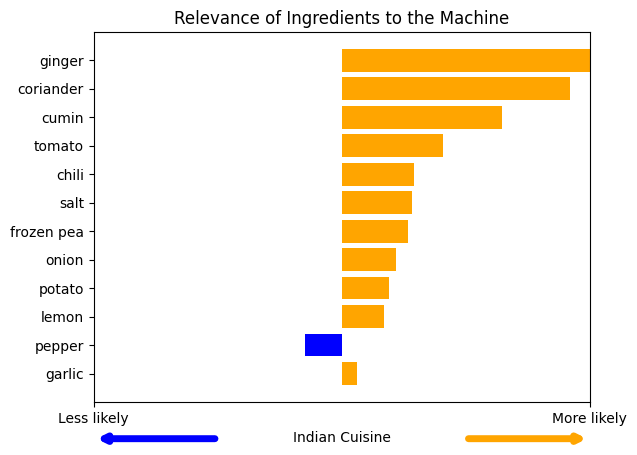 Relevance of Ingredients to the Machine
ginger
coriander
cumin
tomato
chili
salt
frozen pea
onion
potato
lemon
pepper
garlic
Less likely
More likely
Indian Cuisine